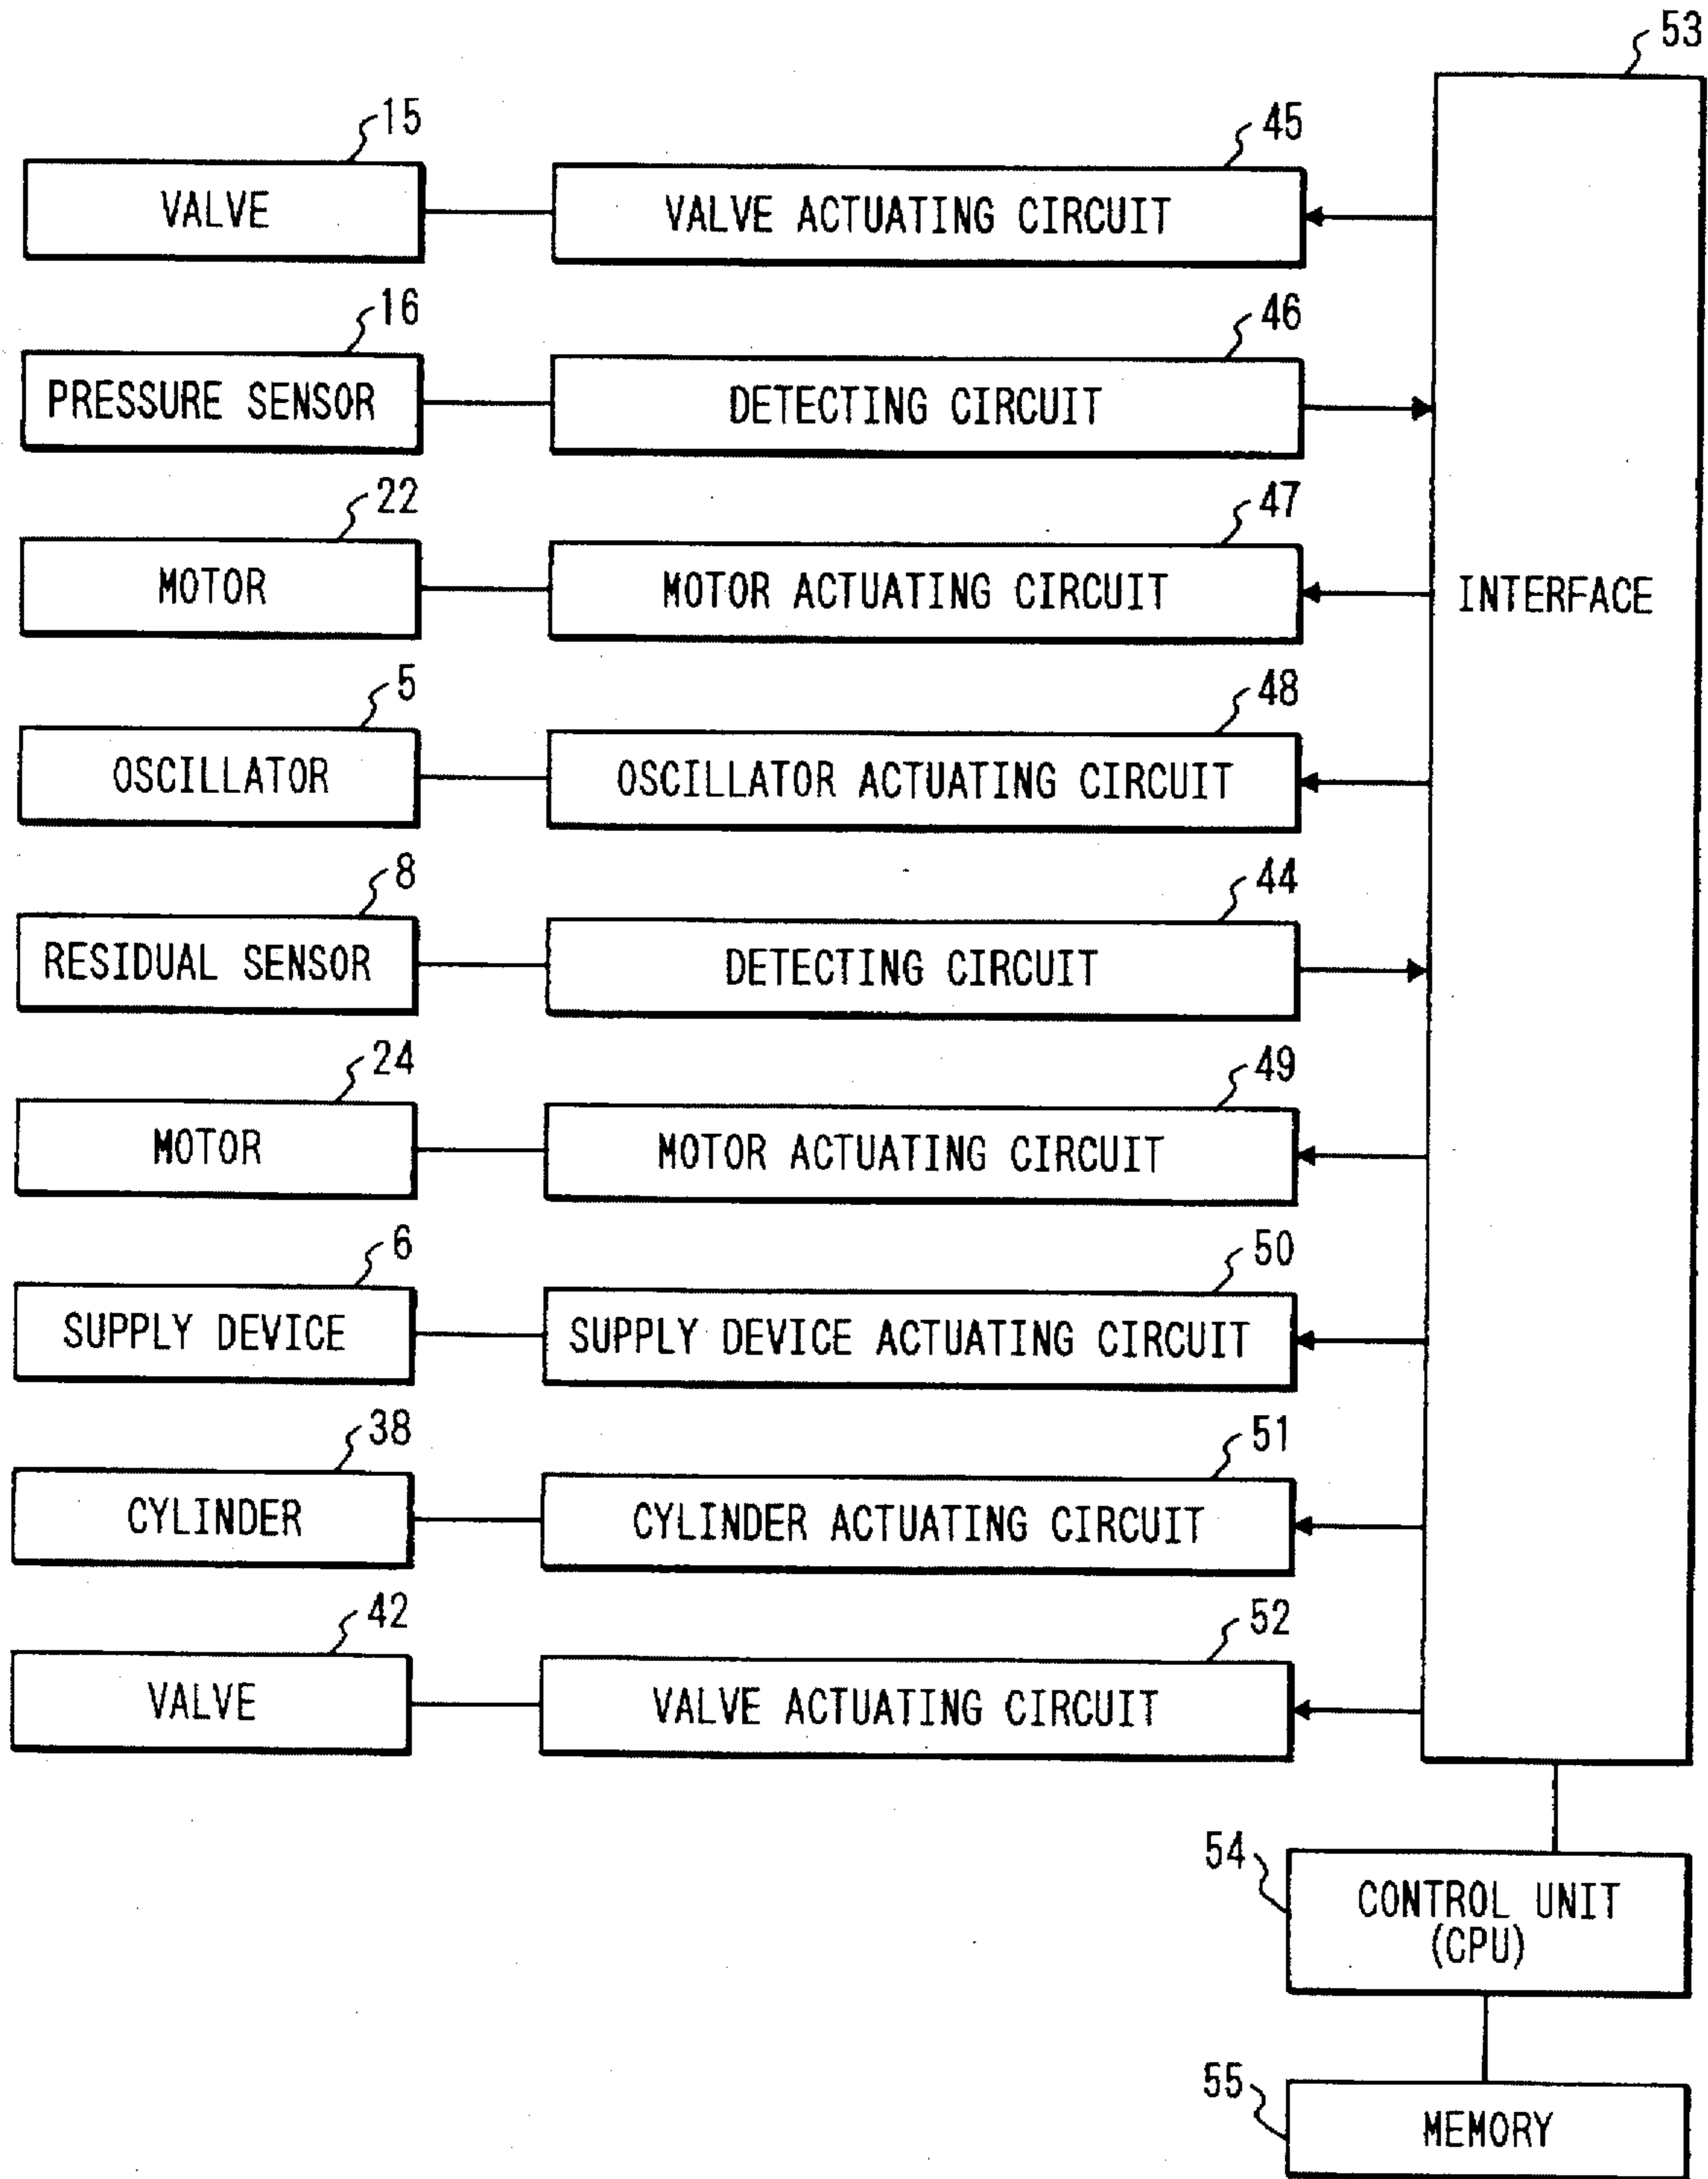 53
15
45
VALVE
VALVE ACTUATING CIRCUIT
16
46
PRESSURE SENSOR
DETECTING CIRCUIT
22
47
MOTOR
MOTOR ACTUATING CIRCUIT
INTERFACE
5
48
OSCILLATOR
OSCILLATOR ACTUATING CIRCUIT
8
44
RESIDUAL SENSOR
DETECTING CIRCUIT
24
49
MOTOR
MOTOR ACTUATING CIRCUIT
6
50
SUPPLY DEVICE
SUPPLY DEVICE ACTUATING CIRCUIT
38
51
CYLINDER
CYLINDER ACTUATING CIRCUIT
42
52
VALVE
VALVE ACTUATING CIRCUIT
54
CONTROL UNIT
(CPU)
55
MEMORY